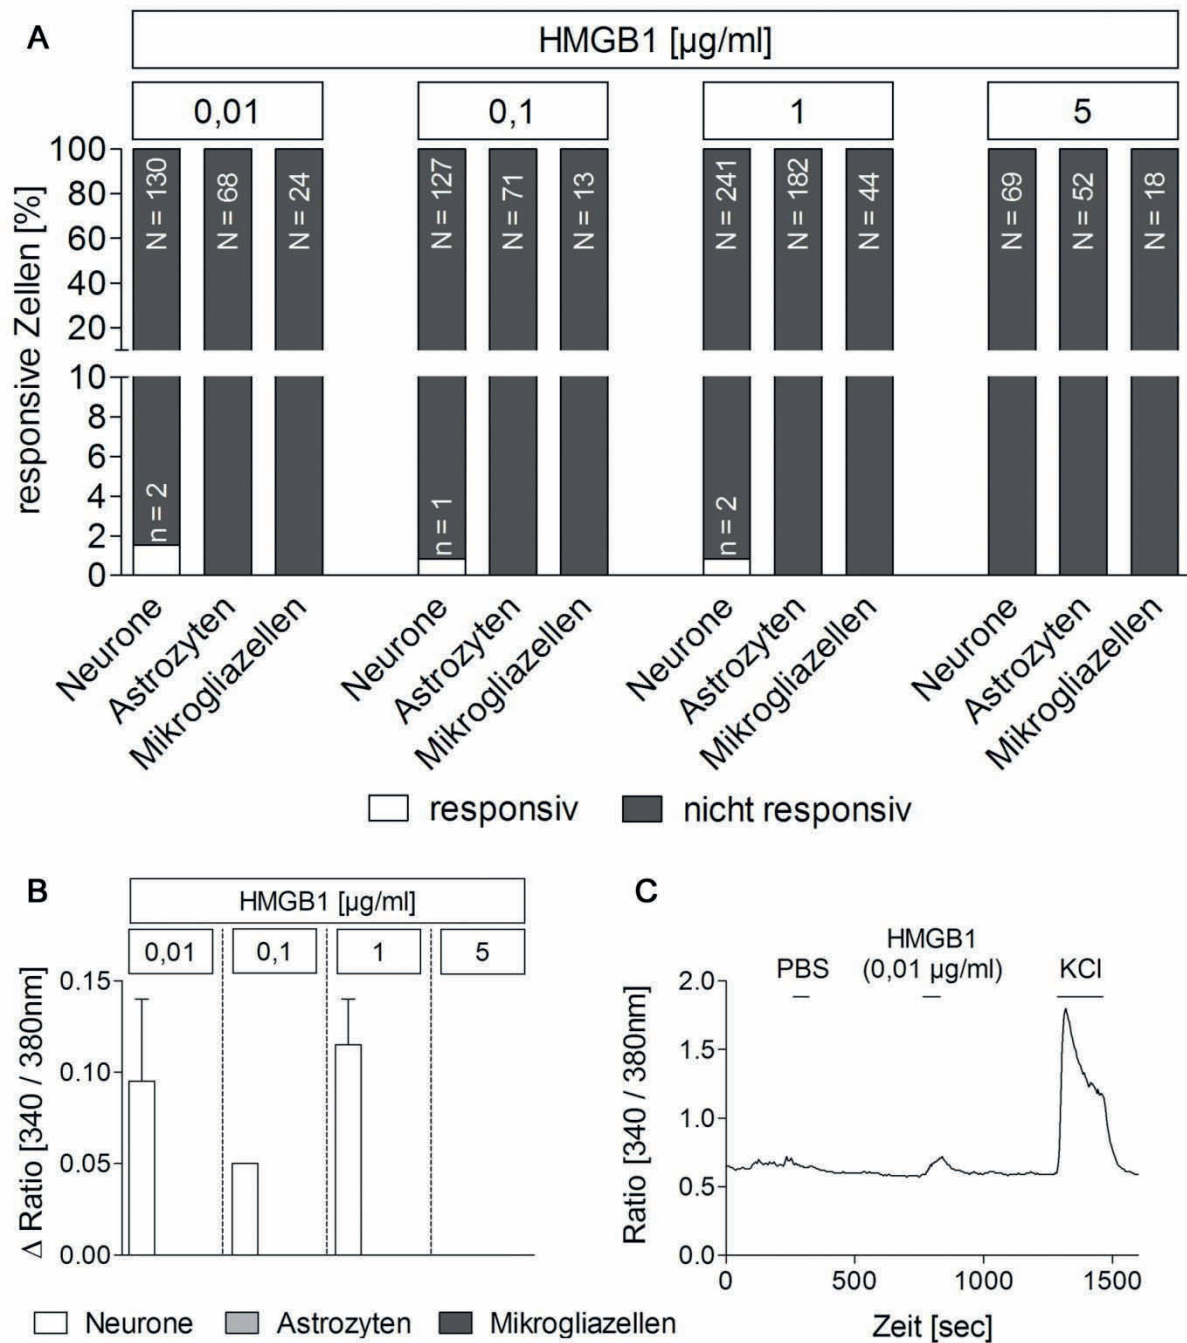 A
HMGB1 [µg/ml]
0,01 0,1 1 5
responsive Zellen [%]
100
80
60
40
20
10
8
6
4
2
0
N = 130 N = 68 N = 24 N = 127 N = 71 N = 13 N = 241 N = 182 N = 44 N = 69 N = 52 N = 18
n = 2 n = 1 n = 2
Neurone Astrozyten Mikrogliazellen Neurone Astrozyten Mikrogliazellen Neurone Astrozyten Mikrogliazellen Neurone Astrozyten Mikrogliazellen
responsiv nicht responsiv
B
HMGB1 [µg/ml]
0,01 0,1 1 5
Δ Ratio [340 / 380nm]
0.15
0.10
0.05
0.00
Neurone Astrozyten Mikrogliazellen
C
PBS
HMGB1
(0,01 µg/ml)
KCl
Ratio [340 / 380nm]
2.0
1.5
1.0
0.5
0.0
0 500 1000 1500
Zeit [sec]